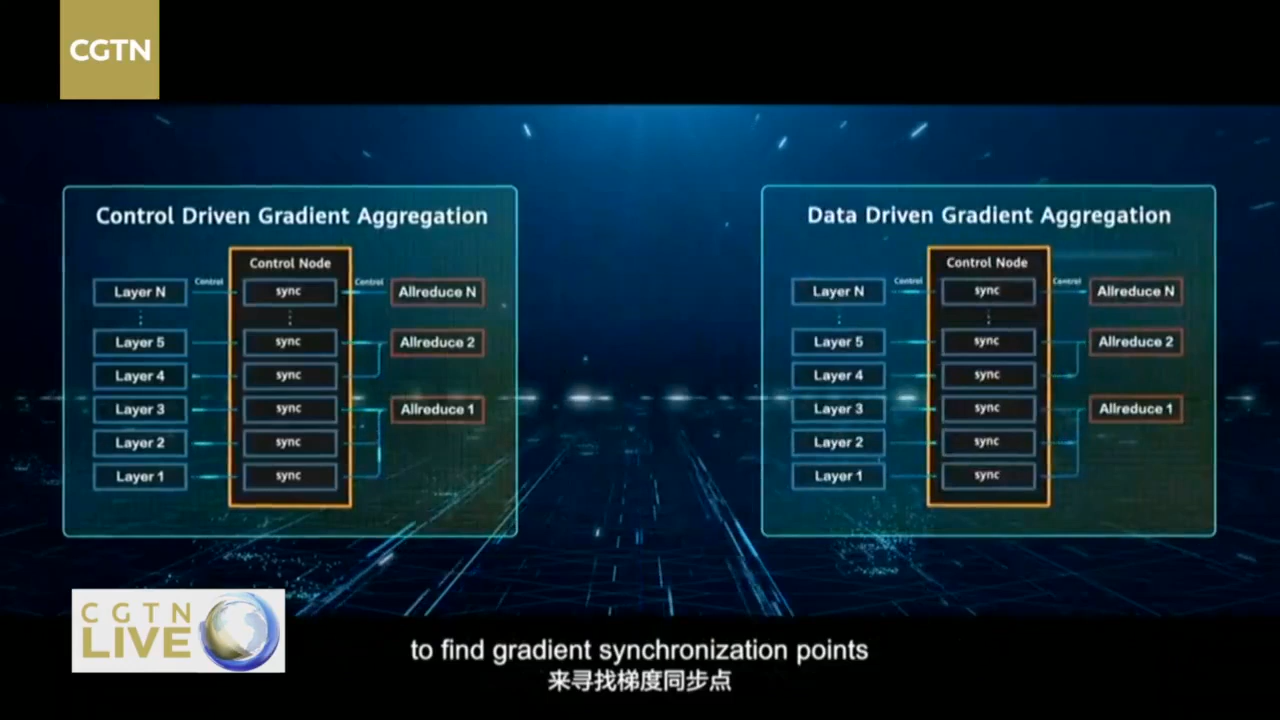 CGTN
Control Driven Gradient Aggregation
Control Node
Layer N
Control
sync
Control
Allreduce N
Layer 5
sync
Allreduce 2
Layer 4
sync
Layer 3
sync
Allreduce 1
Layer 2
sync
Layer 1
sync
Data Driven Gradient Aggregation
Control Node
Layer N
Control
sync
Control
Allreduce N
Layer 5
sync
Allreduce 2
Layer 4
sync
Layer 3
sync
Allreduce 1
Layer 2
sync
Layer 1
sync
CGTN
LIVE
to find gradient synchronization points
来寻找梯度同步点